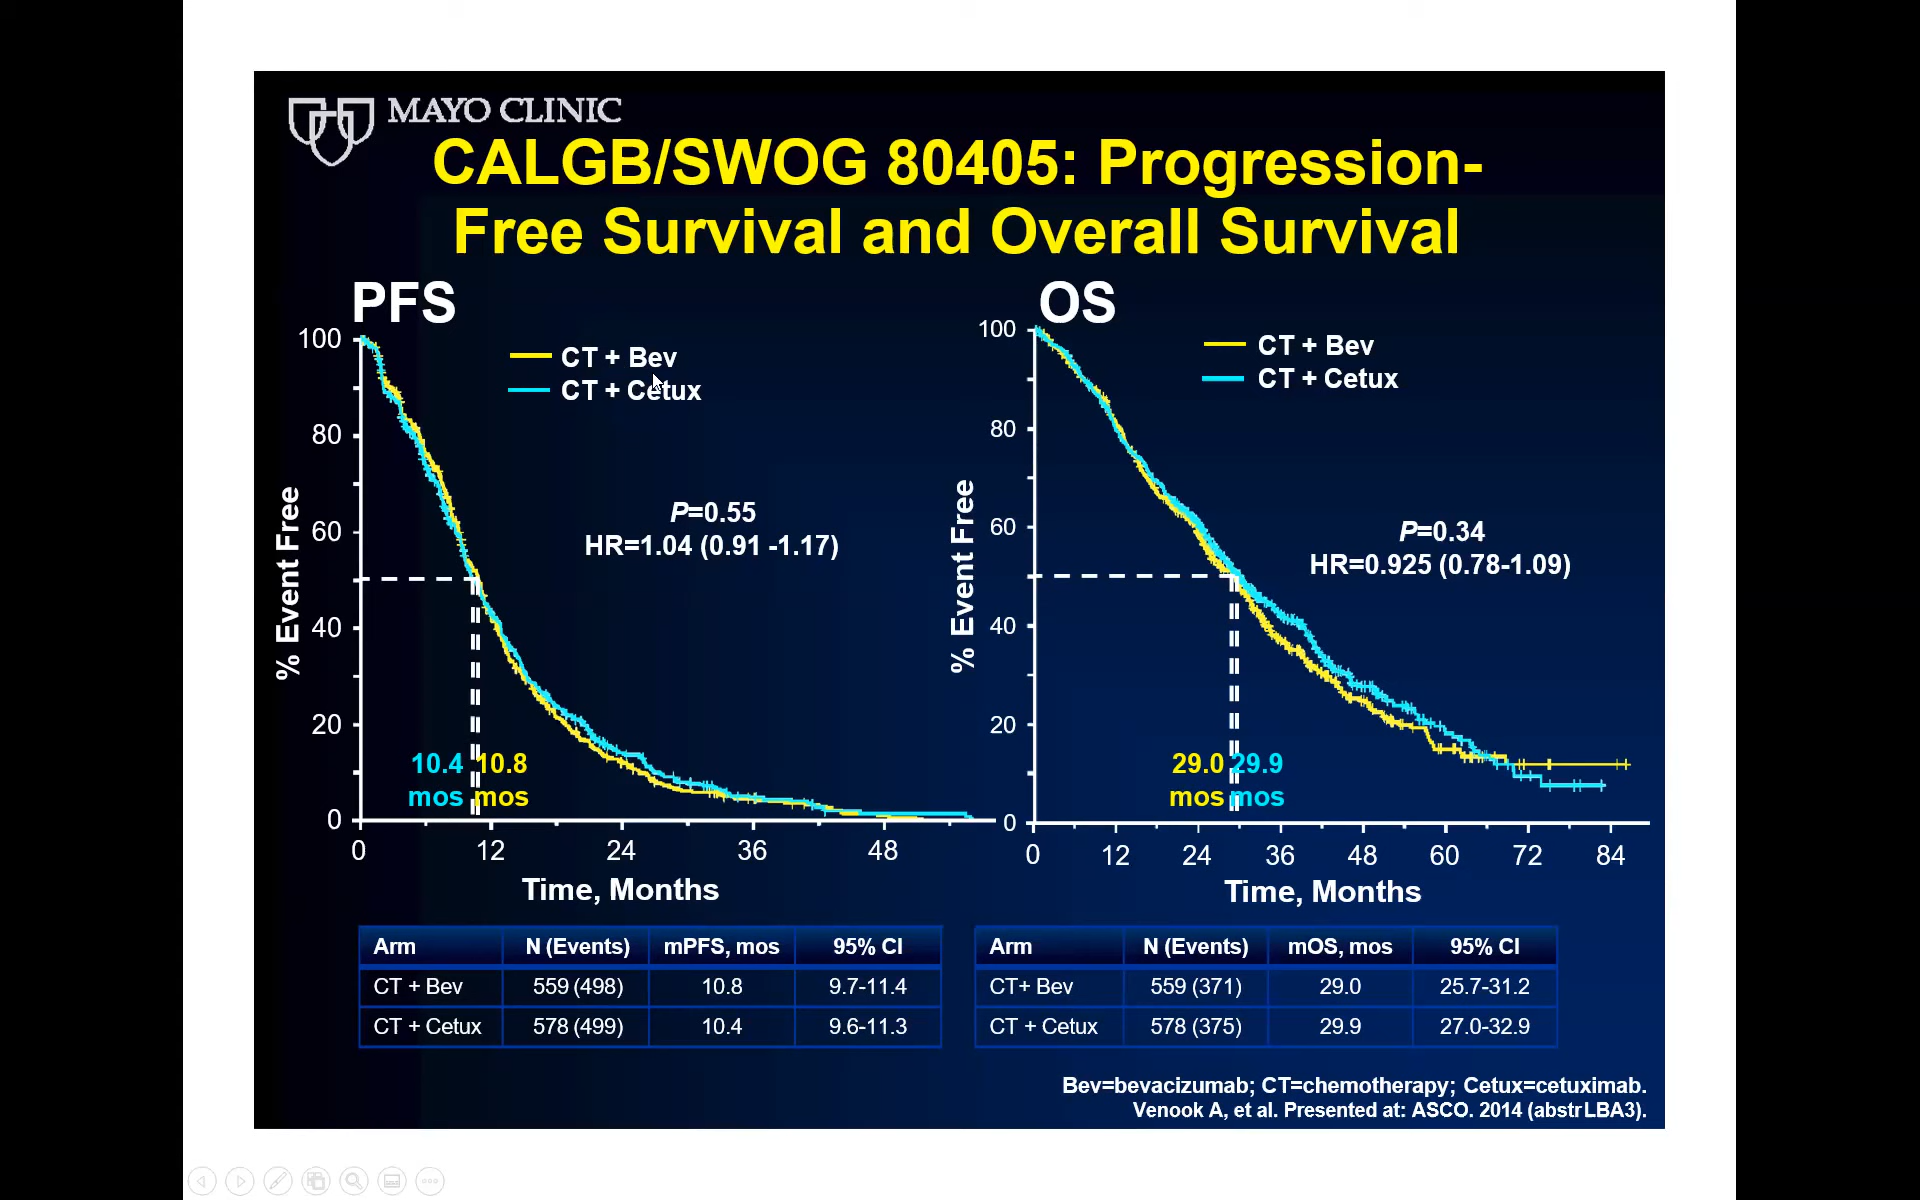 MAYO CLINIC
CALGB/SWOG 80405: Progression-
Free Survival and Overall Survival
PFS
100
80
60
40
20
0
% Event Free
CT + Bev
CT + Cetux
P=0.55
HR=1.04 (0.91 -1.17)
10.4 10.8
mos mos
0 12 24 36 48
Time, Months
OS
100
80
60
40
20
0
% Event Free
CT + Bev
CT + Cetux
P=0.34
HR=0.925 (0.78-1.09)
29.0 29.9
mos mos
0 12 24 36 48 60 72 84
Time, Months
Arm N (Events) mPFS, mos 95% CI
CT + Bev 559 (498) 10.8 9.7-11.4
CT + Cetux 578 (499) 10.4 9.6-11.3
Arm N (Events) mOS, mos 95% CI
CT+ Bev 559 (371) 29.0 25.7-31.2
CT + Cetux 578 (375) 29.9 27.0-32.9
Bev=bevacizumab; CT=chemotherapy; Cetux=cetuximab.
Venook A, et al. Presented at: ASCO. 2014 (abstr LBA3).